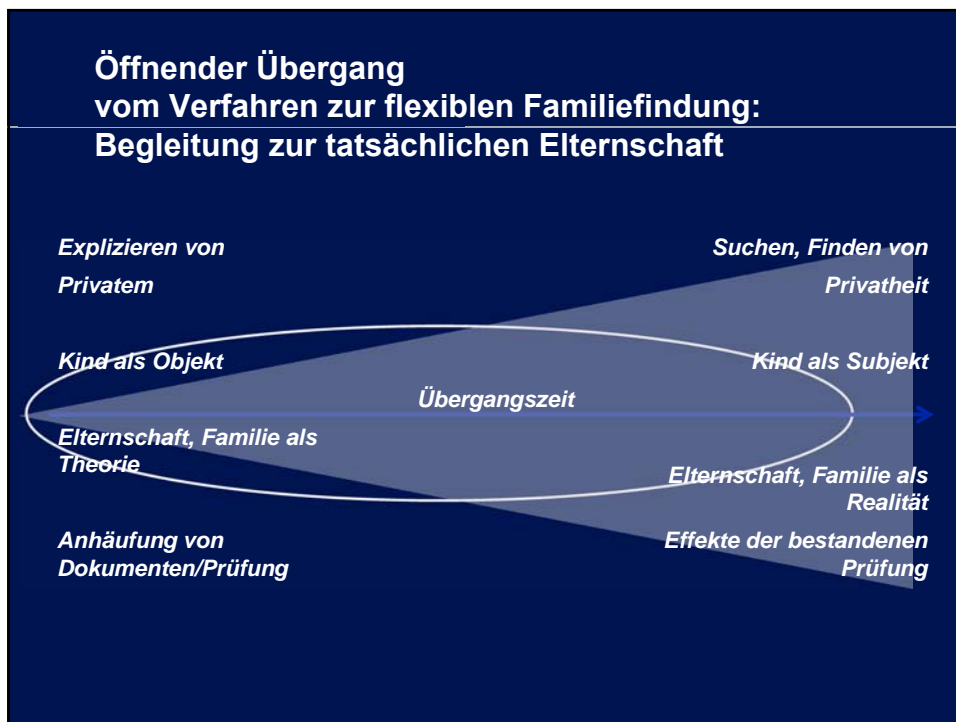 Öffnender Übergang
vom Verfahren zur flexiblen Familiefindung:
Begleitung zur tatsächlichen Elternschaft
Explizieren von
Privatem
Suchen, Finden von
Privatheit
Kind als Objekt
Kind als Subjekt
Übergangszeit
Elternschaft, Familie als
Theorie
Elternschaft, Familie als
Realität
Anhäufung von
Dokumenten/Prüfung
Effekte der bestandenen
Prüfung